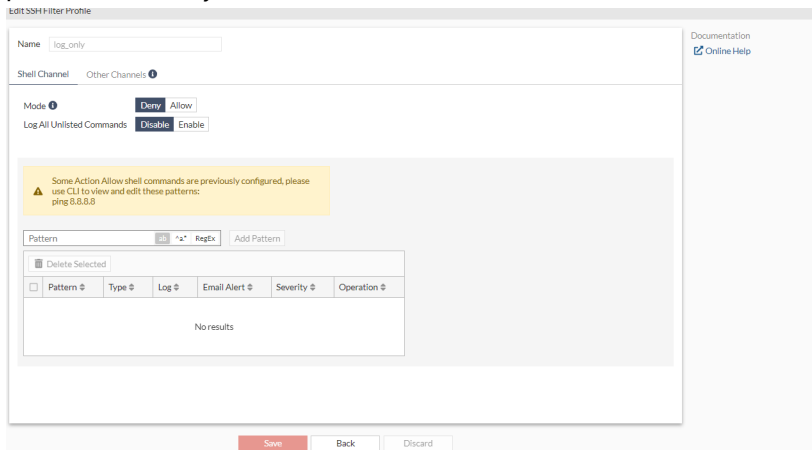 Edit SSH Filter Profile
Name log_only
Shell Channel Other Channels
Mode Deny Allow
Log All Unlisted Commands Disable Enable
Some Action Allow shell commands are previously configured, please
use CLI to view and edit these patterns:
ping 8.8.8.8
Pattern ab ^a* RegEx Add Pattern
Delete Selected
Pattern Type Log Email Alert Severity Operation
No results
Save Back Discard
Documentation
Online Help